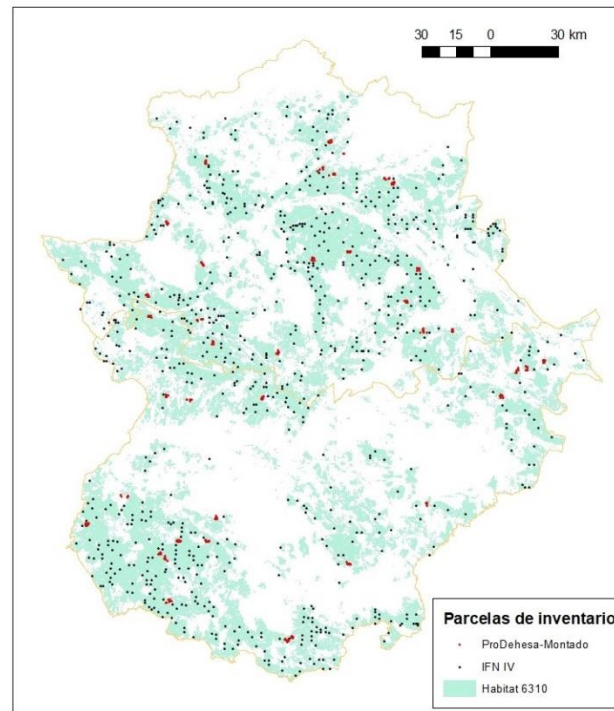 30 15 0 30 km
Parcelas de inventario
ProDehesa-Montado
IFN IV
Habitat 6310